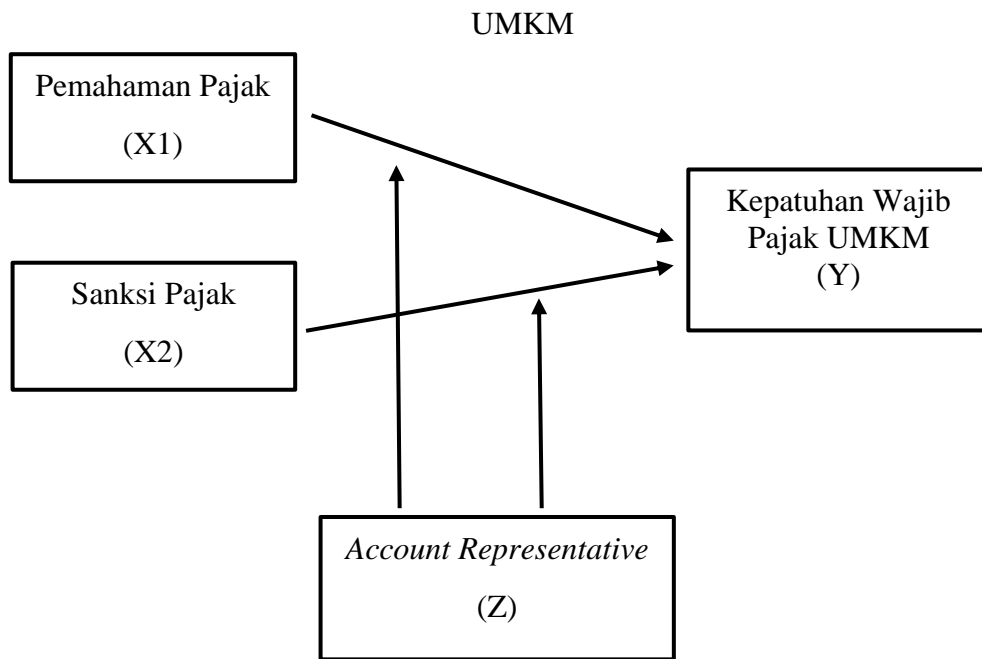 UMKM
Pemahaman Pajak
(X1)
Sanksi Pajak
(X2)
Kepatuhan Wajib
Pajak UMKM
(Y)
Account Representative
(Z)